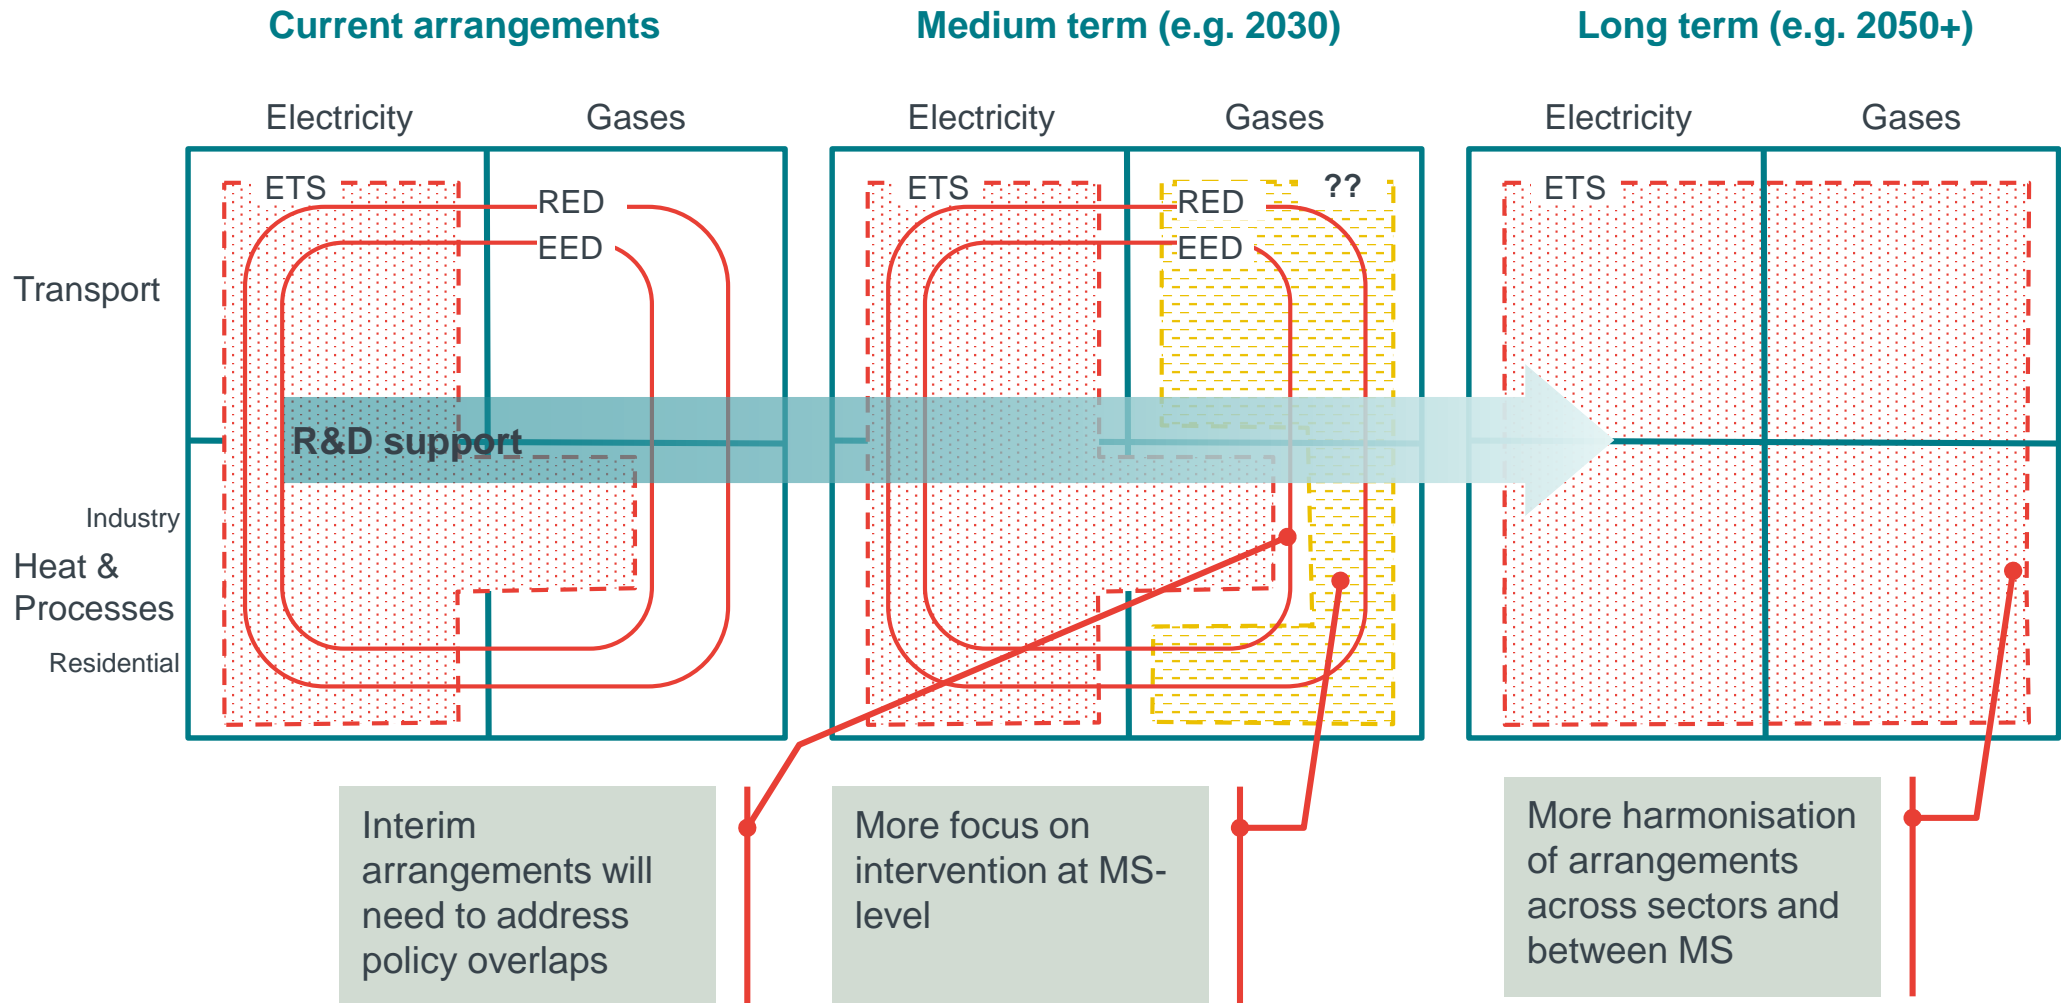 Current arrangements
Medium term (e.g. 2030)
Long term (e.g. 2050+)
Electricity
Gases
Electricity
Gases
Electricity
Gases
ETS
RED
EED
ETS
RED
EED
??
ETS
Transport
R&D support
Industry
Heat &
Processes
Residential
Interim
arrangements will
need to address
policy overlaps
More focus on
intervention at MS-
level
More harmonisation
of arrangements
across sectors and
between MS